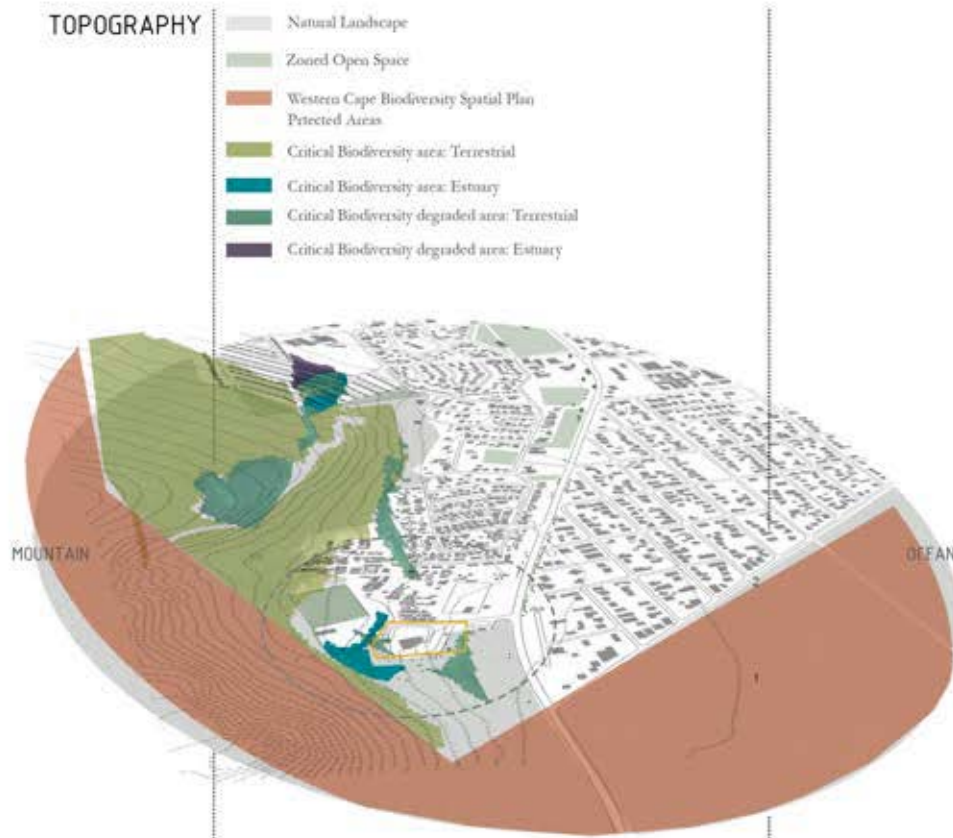 TOPOGRAPHY
Natural Landscape
Zoned Open Space
Western Cape Biodiversity Spatial Plan
Prtected Areas
Critical Biodiversity area: Terrestrial
Critical Biodiversity area: Estuary
Critical Biodiversity degraded area: Terrestrial
Critical Biodiversity degraded area: Estuary
MOUNTAIN